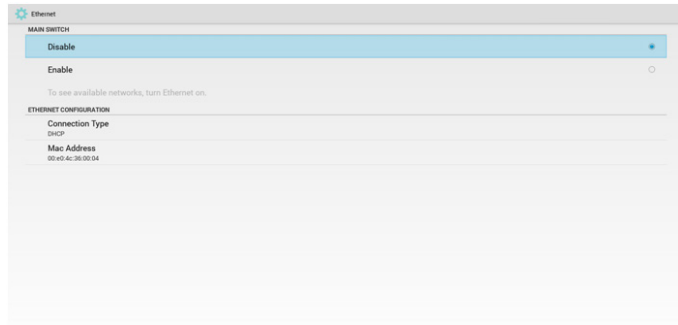 Ethernet
MAIN SWITCH
Disable
Enable
To see available networks, turn Ethernet on.
ETHERNET CONFIGURATION
Connection Type
DHCP
Mac Address
00:e0:4c:36:00:04